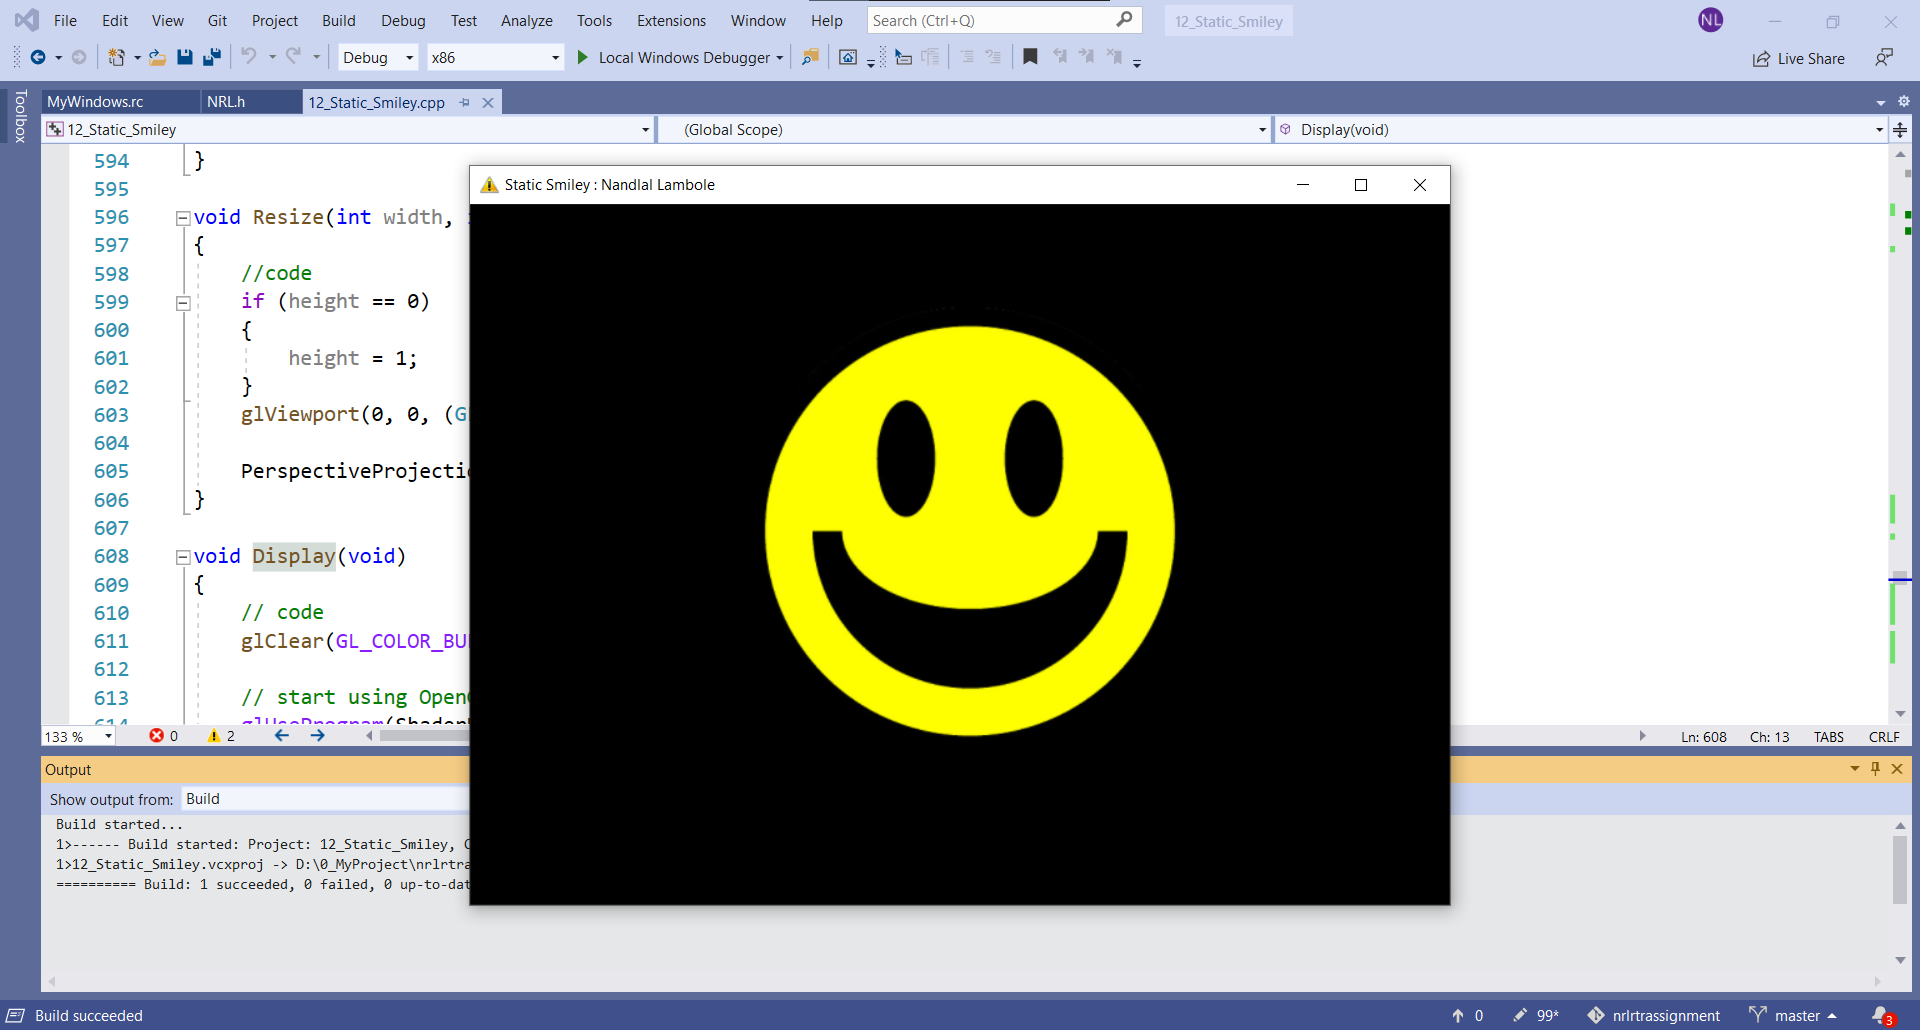 File Edit View Git Project Build Debug Test Analyze Tools Extensions Window Help Search (Ctrl+Q) 12_Static_Smiley NL
Debug x86 Local Windows Debugger Live Share
Toolbox
MyWindows.rc NRL.h 12_Static_Smiley.cpp
12_Static_Smiley (Global Scope) Display(void)
594 }
595
596 void Resize(int width,
597 {
598 //code
599 if (height == 0)
600 {
601 height = 1;
602 }
603 glViewport(0, 0, (G
604
605 PerspectiveProjectio
606 }
607
608 void Display(void)
609 {
610 // code
611 glClear(GL_COLOR_BU
612
613 // start using Open
614 glUseProgram(Shader
Static Smiley : Nandlal Lambole
133 % 0 2 Ln: 608 Ch: 13 TABS CRLF
Output
Show output from: Build
Build started...
1>------ Build started: Project: 12_Static_Smiley, C
1>12_Static_Smiley.vcxproj -> D:\0_MyProject\nrlrtra
========== Build: 1 succeeded, 0 failed, 0 up-to-dat
Build succeeded 0 99* nrlrtrassignment master 3